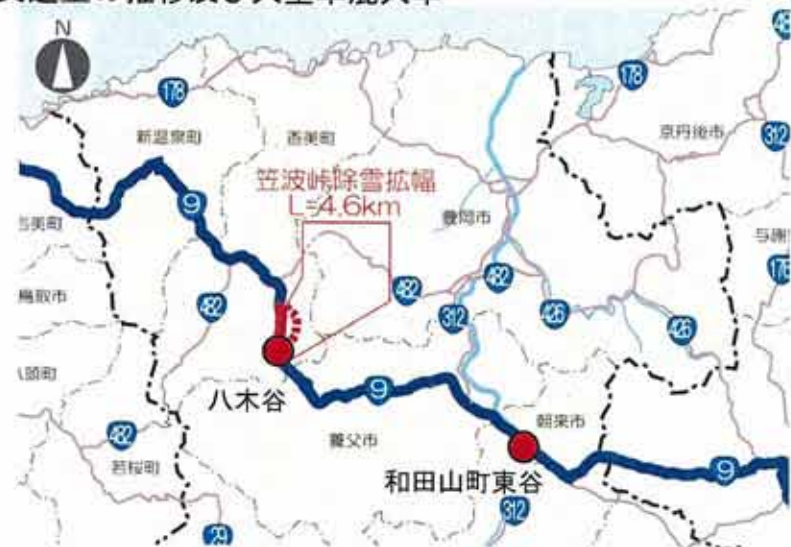 N
178
新温泉町
香美町
178
48
京丹後市
312
笠波峠除雪拡幅
L=4.6km
9
豊岡市
与謝
鳥取市
482
482
482
312
426
426
178
八木谷
9
養父市
朝来市
482
若桜町
和田山町東谷
9
312
29